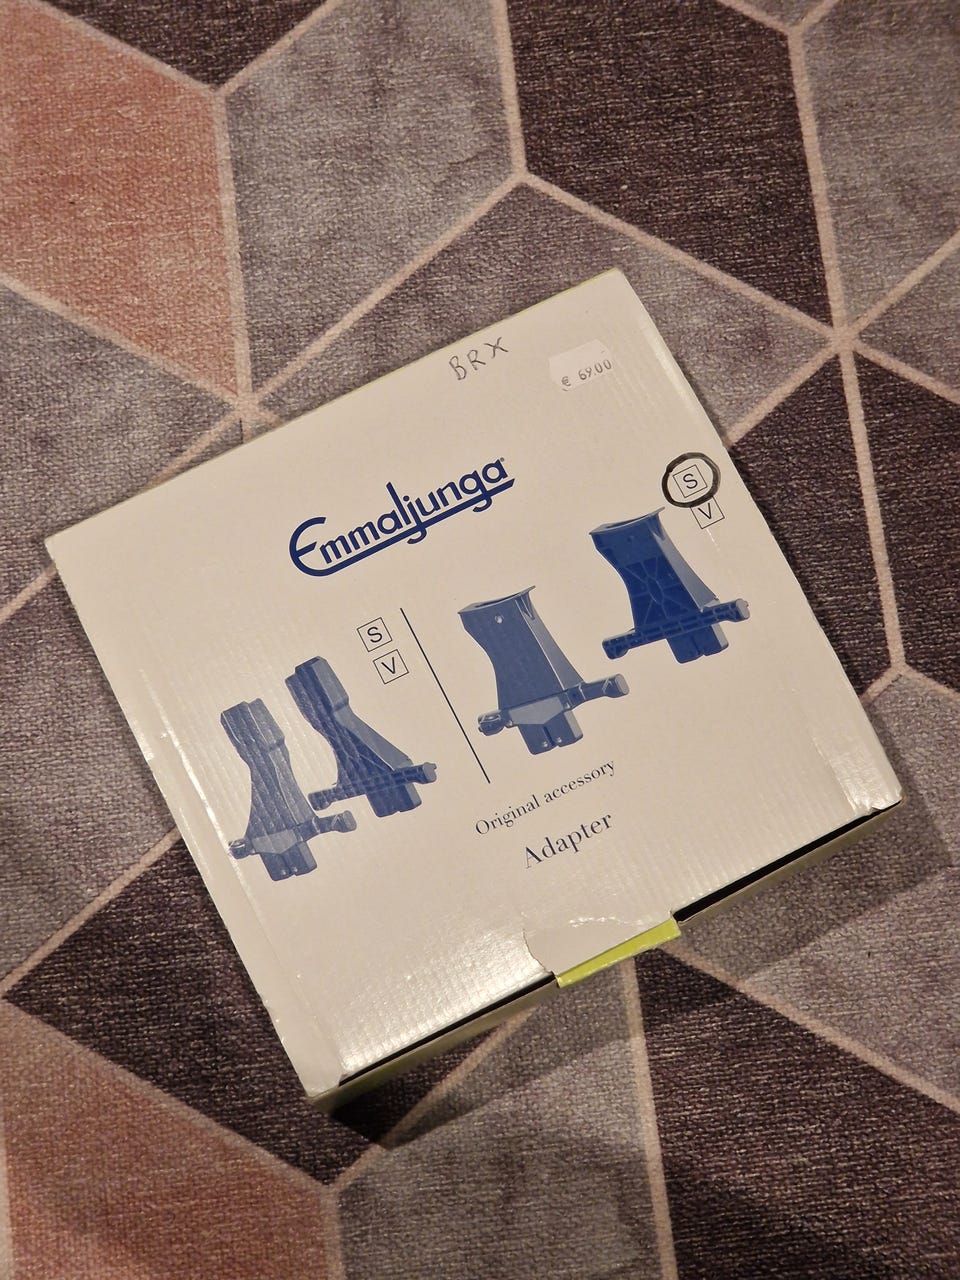 BRX
€ 69.00
Emmaljunga®
S
V
S
V
Original accessory
Adapter